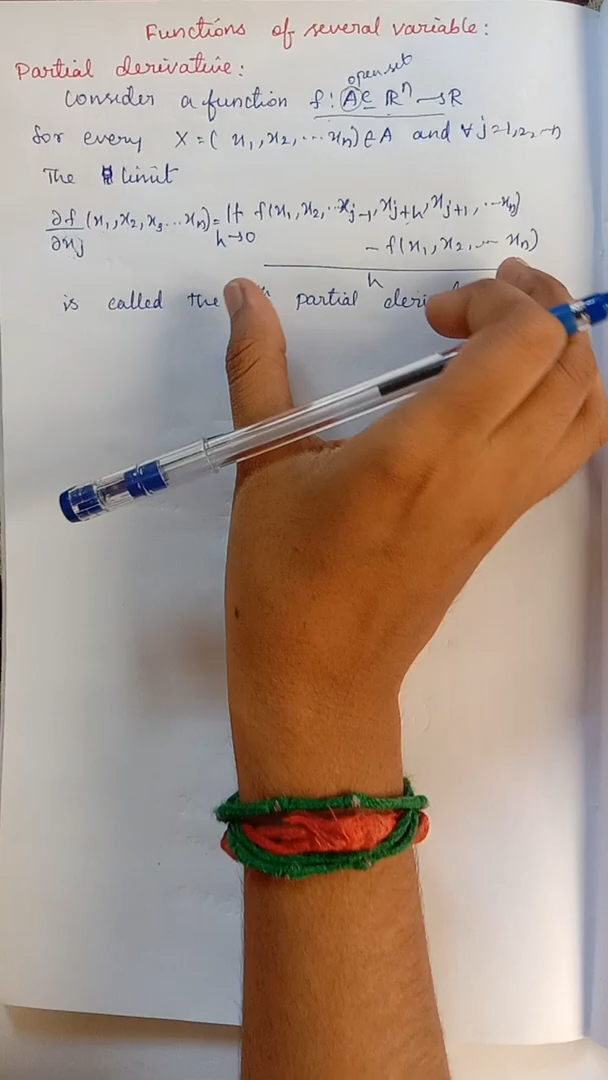 Functions of several variable:
Partial derivative:
open set
Consider a function f: A ⊆ ℝⁿ → ℝ
for every X = ( x₁, x₂, ... xₙ) ∈ A and ∀ j = 1, 2, ... n
The limit
∂f/∂xⱼ (x₁, x₂, x₃ ... xₙ) = lt h→0 f(x₁, x₂, ... xⱼ₋₁, xⱼ + h, xⱼ₊₁, ... xₙ)
- f(x₁, x₂, ... xₙ)
h
is called the partial